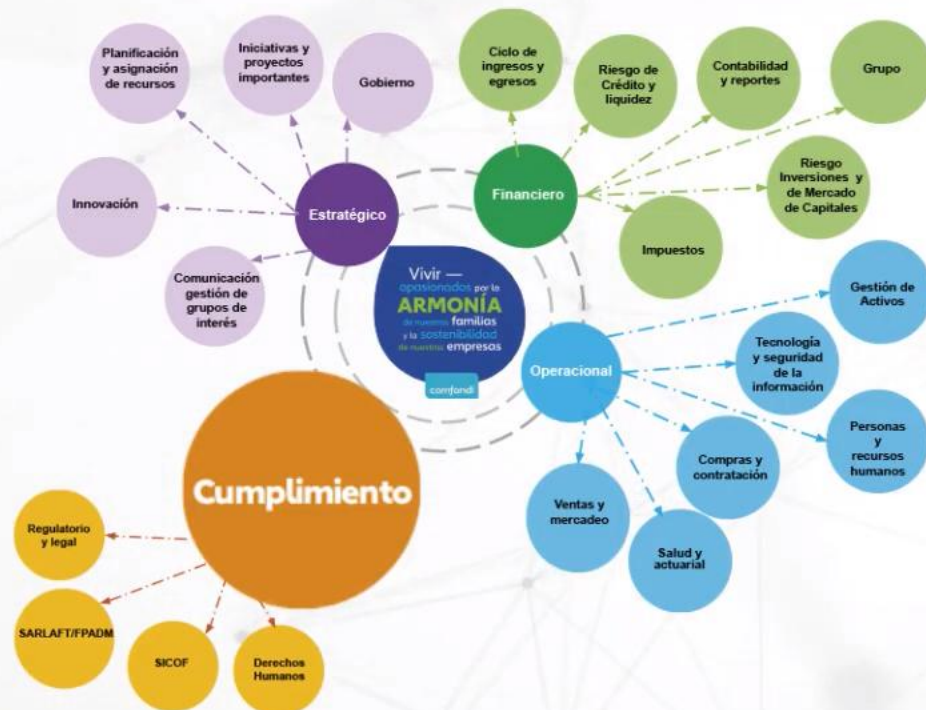 Planificación
y asignación
de recursos
Iniciativas y
proyectos
importantes
Gobierno
Innovación
Estratégico
Comunicación
gestión de
grupos de
interés
Ciclo de
ingresos y
egresos
Riesgo de
Crédito y
liquidez
Contabilidad
y reportes
Grupo
Financiero
Riesgo
Inversiones y
de Mercado
de Capitales
Impuestos
Vivir —
apasionados por la
ARMONÍA
de nuestras familias
y la sostenibilidad
de nuestras empresas
comfandi
Operacional
Gestión de
Activos
Tecnología
y seguridad
de la
información
Personas
y
recursos
humanos
Compras y
contratación
Ventas y
mercadeo
Salud y
actuarial
Cumplimiento
Regulatorio
y legal
SARLAFT/FPADM
SICOF
Derechos
Humanos